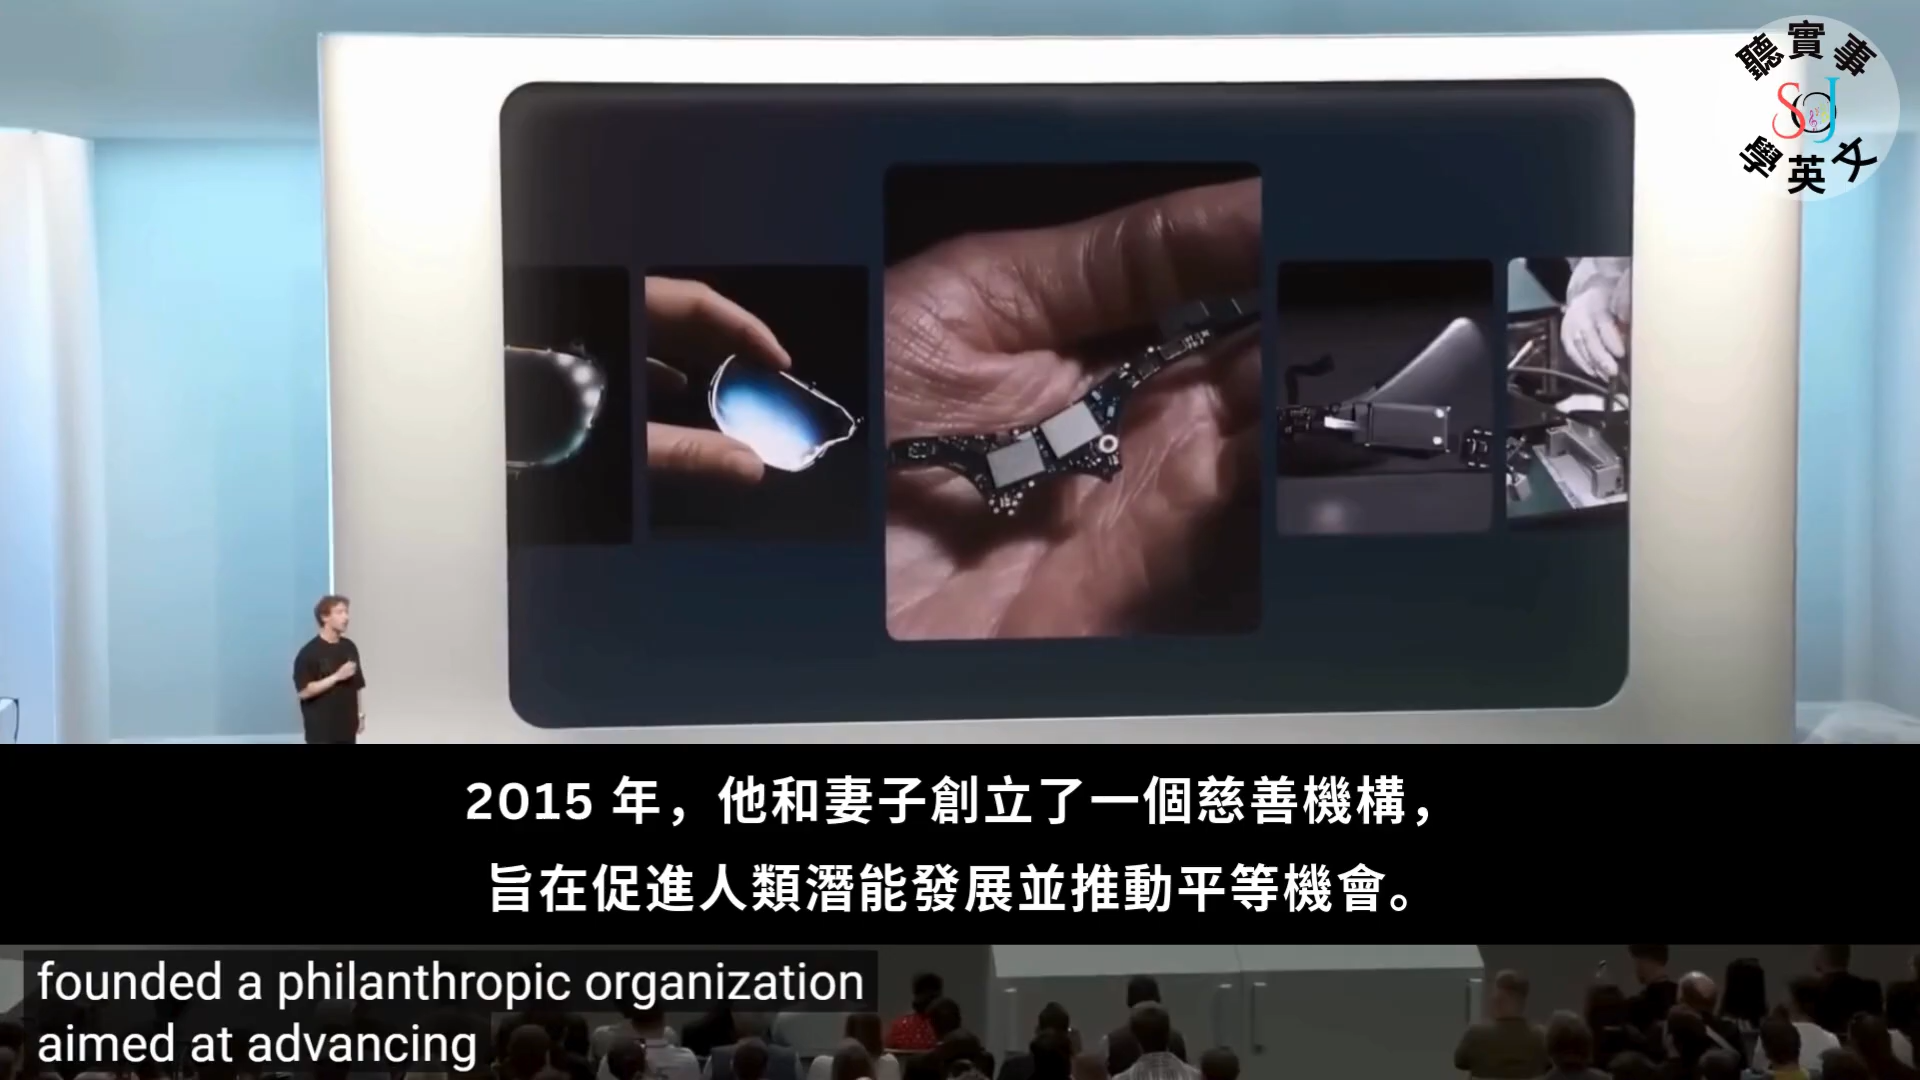 聽實事
SOJ
學英文
2015 年，他和妻子創立了一個慈善機構，
旨在促進人類潛能發展並推動平等機會。
founded a philanthropic organization
aimed at advancing